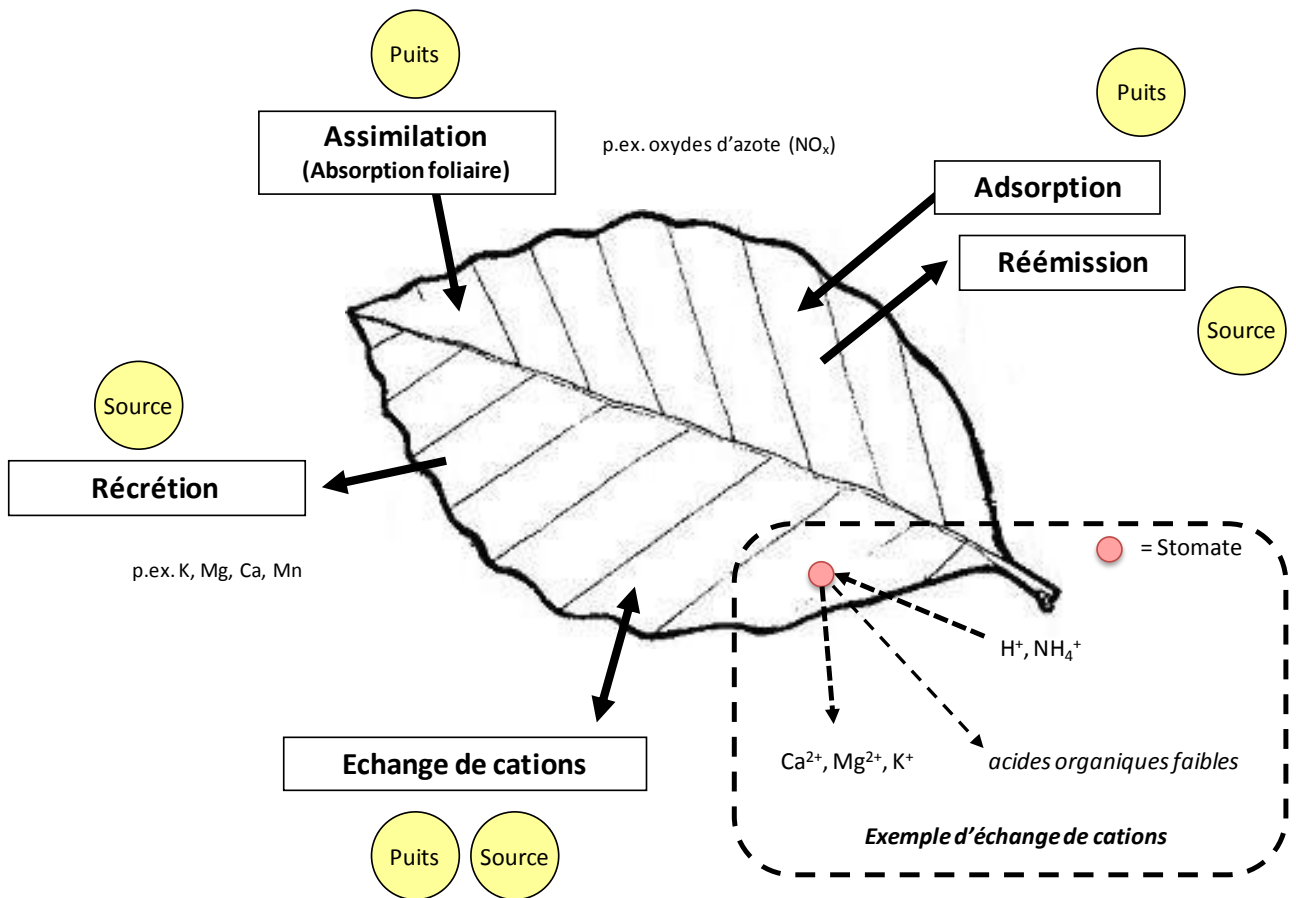 Puits
Assimilation
(Absorption foliaire)
p.ex. oxydes d'azote (NOₓ)
Puits
Adsorption
Réémission
Source
Source
Récrétion
p.ex. K, Mg, Ca, Mn
= Stomate
H⁺, NH₄⁺
Ca²⁺, Mg²⁺, K⁺
acides organiques faibles
Exemple d'échange de cations
Echange de cations
Puits
Source